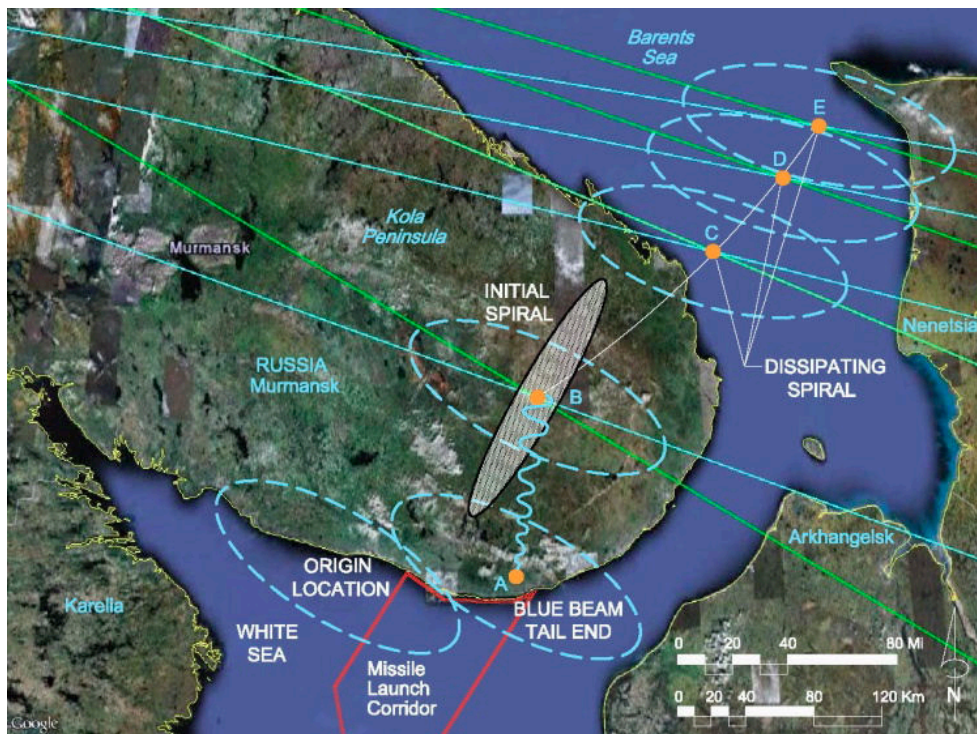 Barents
Sea
E
D
C
Kola
Peninsula
Murmansk
INITIAL
SPIRAL
Nenetsia
RUSSIA
Murmansk
DISSIPATING
SPIRAL
B
Arkhangelsk
ORIGIN
LOCATION
A
Karella
BLUE BEAM
TAIL END
WHITE
SEA
Missile
Launch
Corridor
0 20 40 80 Mi
0 20 40 80 120 Km
N
Google